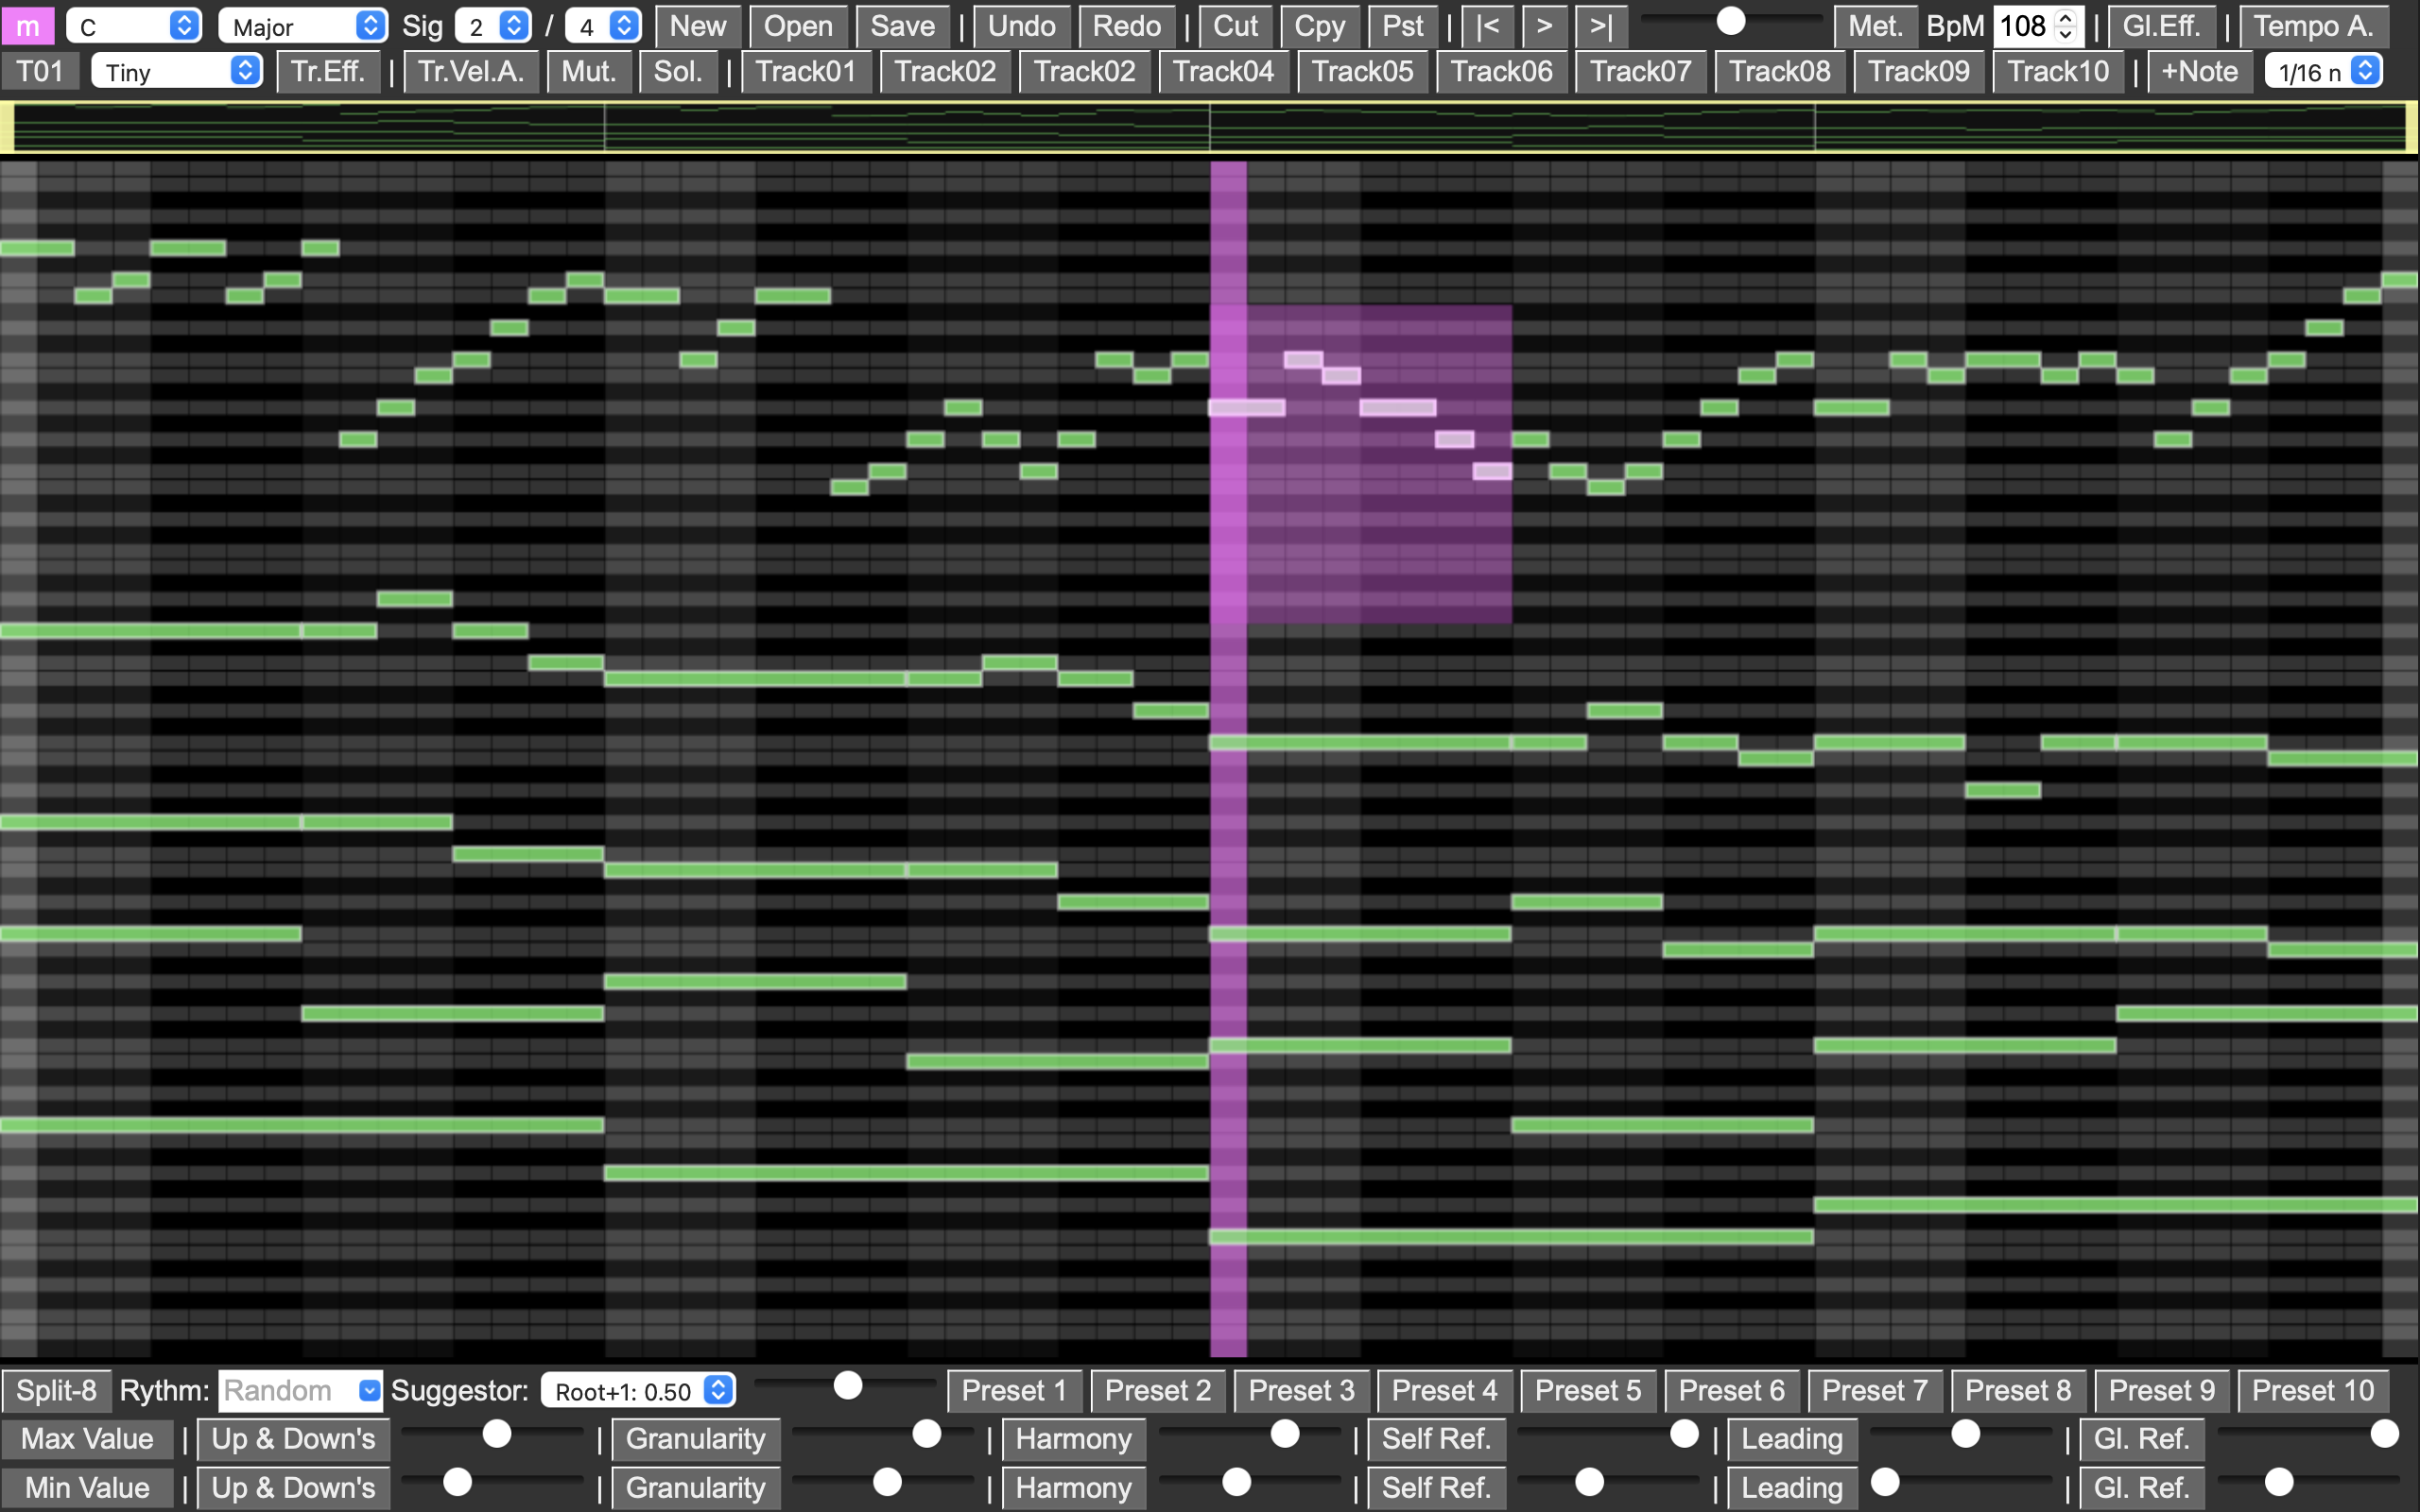 m C Major Sig 2 / 4 New Open Save | Undo Redo | Cut Cpy Pst | |< > >| Met. BpM 108 | Gl.Eff. | Tempo A.
T01 Tiny Tr.Eff. | Tr.Vel.A. Mut. Sol. | Track01 Track02 Track02 Track04 Track05 Track06 Track07 Track08 Track09 Track10 | +Note 1/16 n
Split-8 Rythm: Random Suggestor: Root+1: 0.50 Preset 1 Preset 2 Preset 3 Preset 4 Preset 5 Preset 6 Preset 7 Preset 8 Preset 9 Preset 10
Max Value | Up & Down's | Granularity | Harmony | Self Ref. | Leading | Gl. Ref.
Min Value | Up & Down's | Granularity | Harmony | Self Ref. | Leading | Gl. Ref.